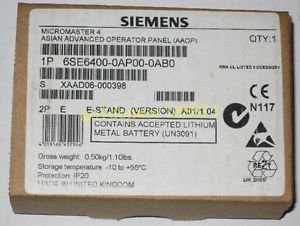 SIEMENS
MICROMASTER 4
ASIAN ADVANCED OPERATOR PANEL (AAOP)
QTY:1
1P 6SE6400-0AP00-0AB0
S XAAD06-000398
2P E E-STAND (VERSION) A01/1.04
CONTAINS ACCEPTED LITHIUM
METAL BATTERY (UN3091)
N117
Gross weight: 0.50kg/1.10lbs
Storage temperature: -10 to +55°C
Protection: IP20
MADE IN UNITED KINGDOM